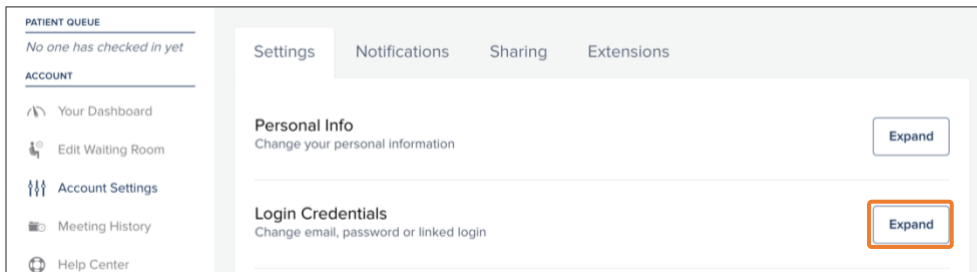 PATIENT QUEUE
No one has checked in yet
ACCOUNT
Your Dashboard
Edit Waiting Room
Account Settings
Meeting History
Help Center
Settings
Notifications
Sharing
Extensions
Personal Info
Change your personal information
Expand
Login Credentials
Change email, password or linked login
Expand